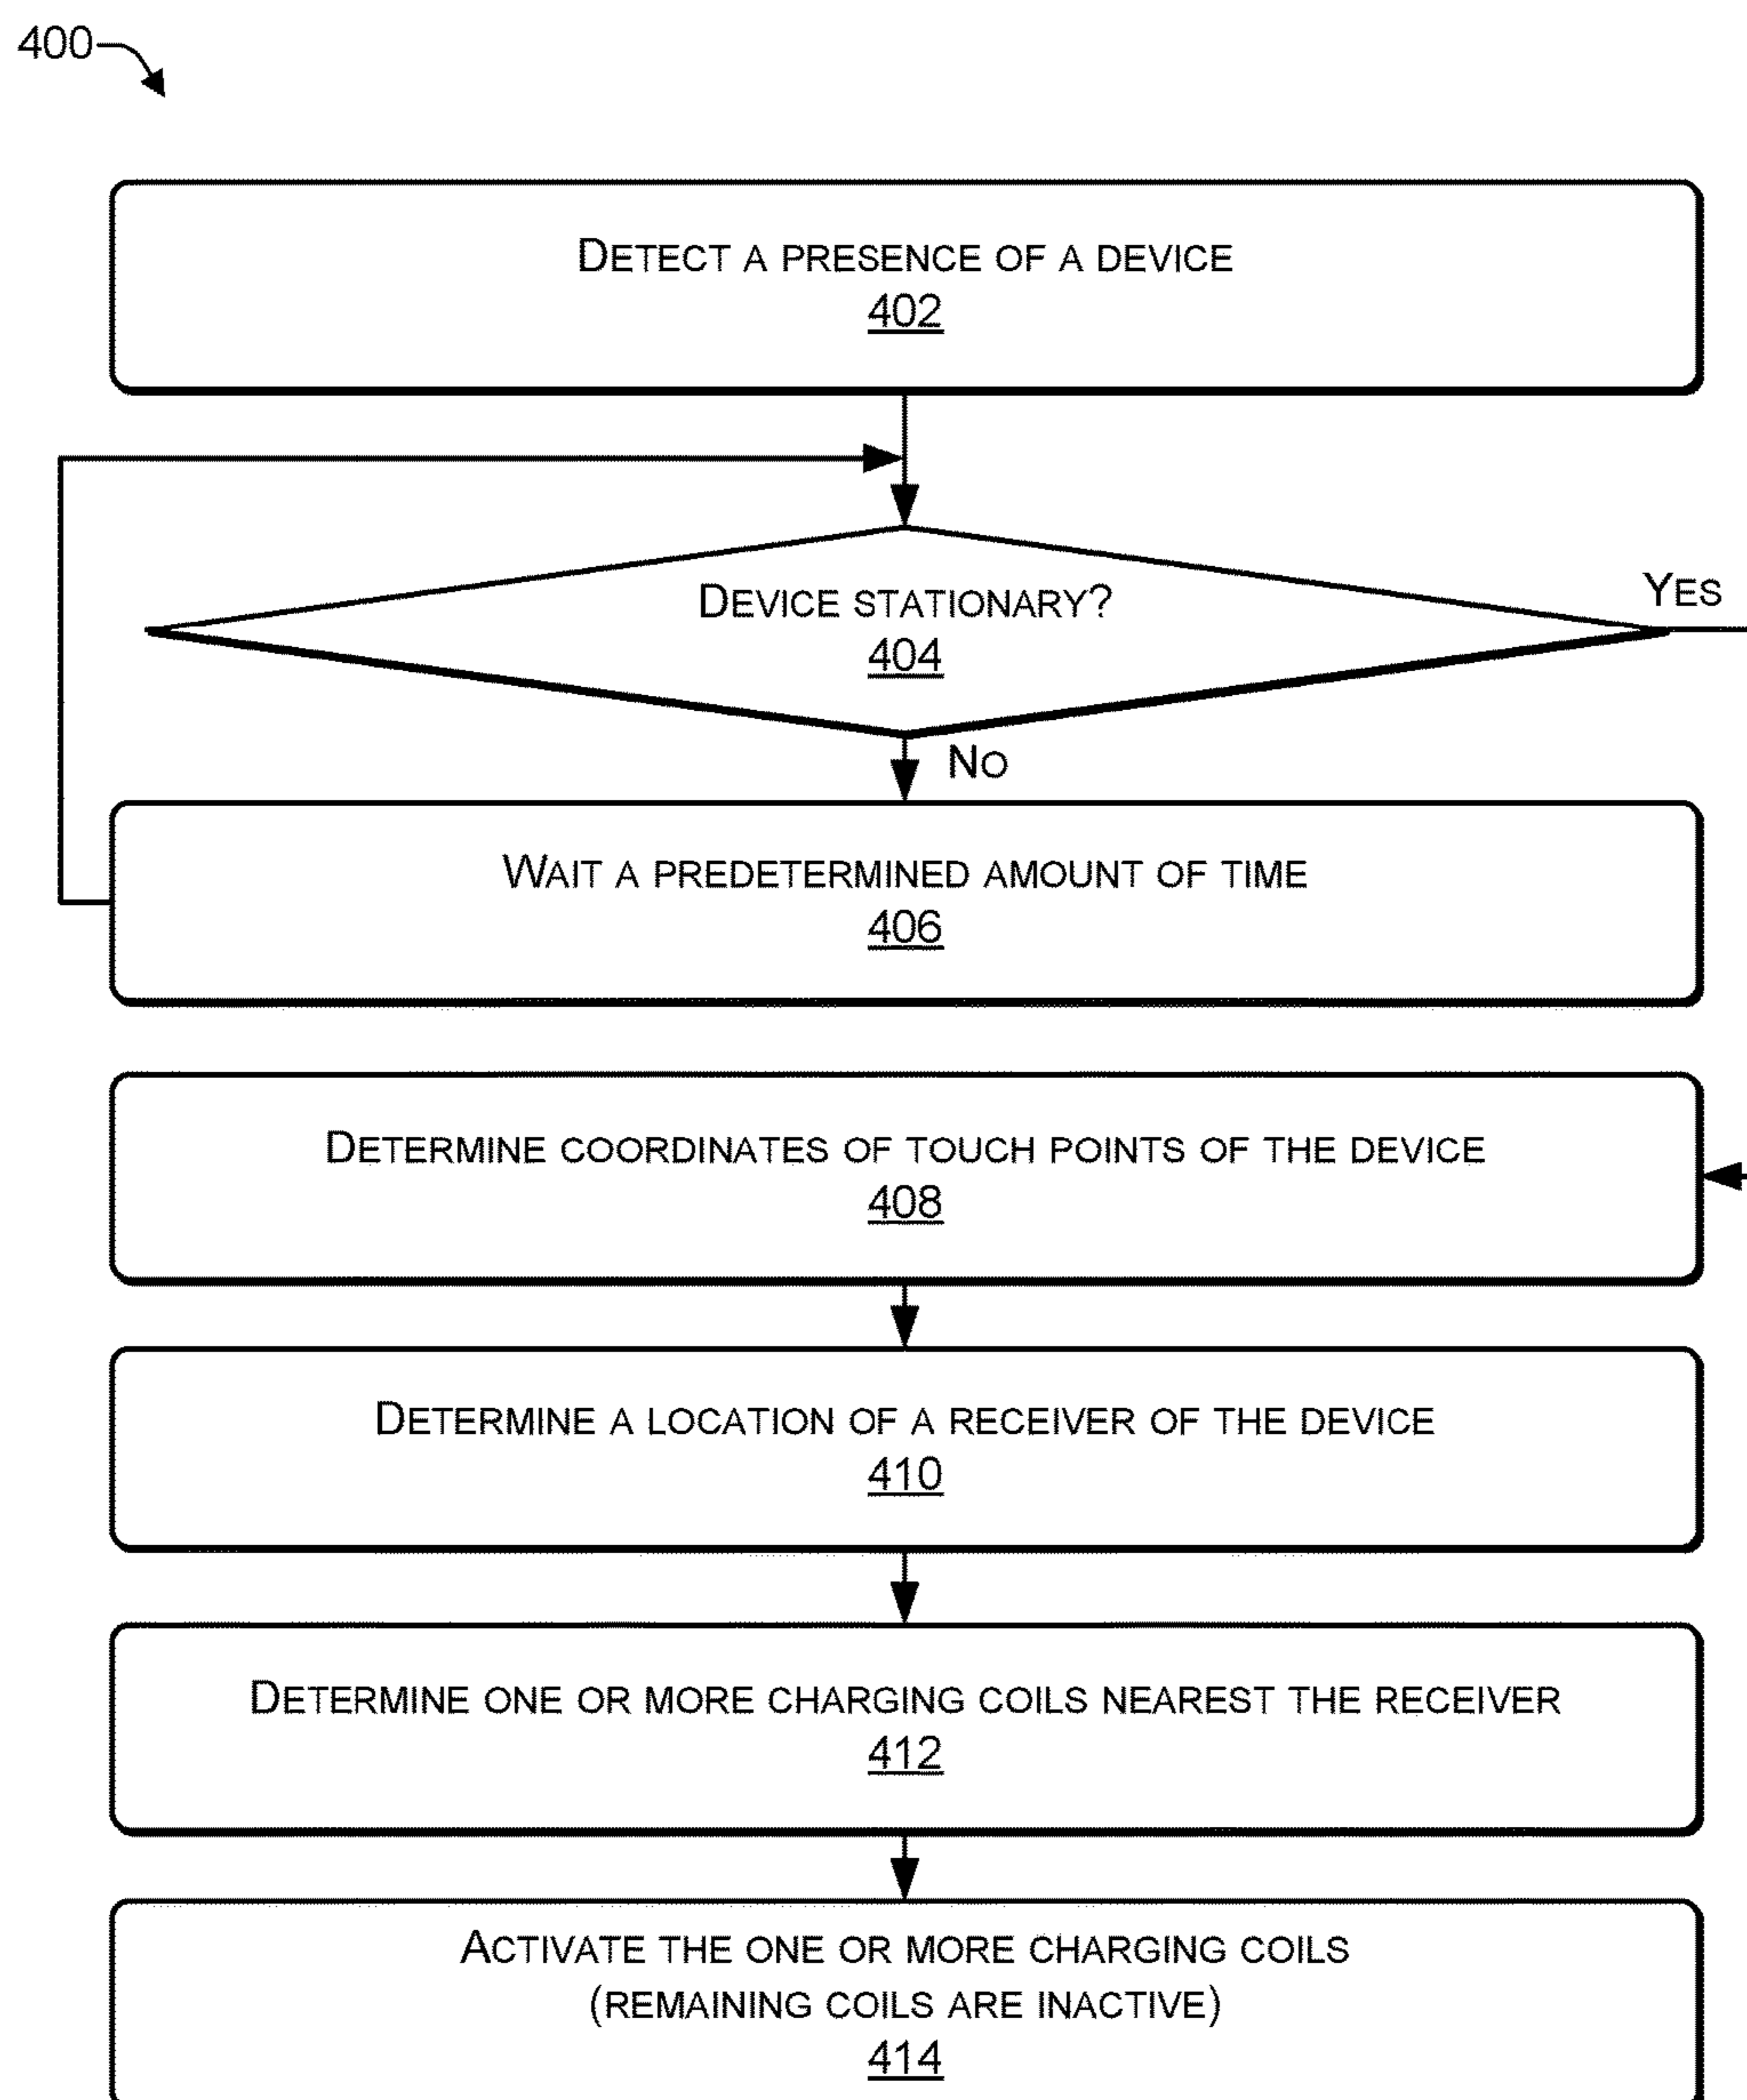 400
DETECT A PRESENCE OF A DEVICE
402
DEVICE STATIONARY?
404
YES
NO
WAIT A PREDETERMINED AMOUNT OF TIME
406
DETERMINE COORDINATES OF TOUCH POINTS OF THE DEVICE
408
DETERMINE A LOCATION OF A RECEIVER OF THE DEVICE
410
DETERMINE ONE OR MORE CHARGING COILS NEAREST THE RECEIVER
412
ACTIVATE THE ONE OR MORE CHARGING COILS
(REMAINING COILS ARE INACTIVE)
414